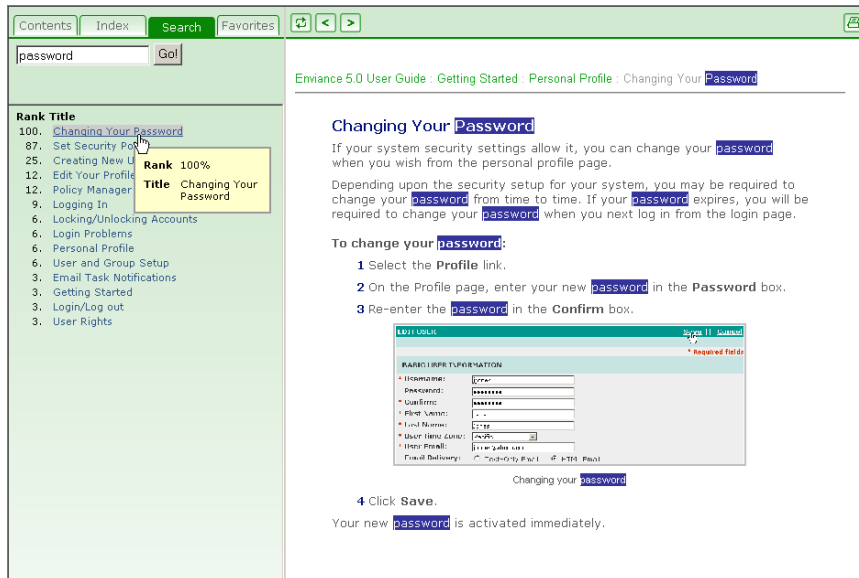 Contents Index Search Favorites
password Go!
Rank Title
100. Changing Your Password
87. Set Security Po
25. Creating New U
12. Edit Your Profile
12. Policy Manager
9. Logging In
6. Locking/Unlocking Accounts
6. Login Problems
6. Personal Profile
6. User and Group Setup
3. Email Task Notifications
3. Getting Started
3. Login/Log out
3. User Rights
Rank 100%
Title Changing Your
Password
Enviance 5.0 User Guide : Getting Started : Personal Profile : Changing Your Password
Changing Your Password
If your system security settings allow it, you can change your password
when you wish from the personal profile page.
Depending upon the security setup for your system, you may be required to
change your password from time to time. If your password expires, you will be
required to change your password when you next log in from the login page.
To change your password:
1 Select the Profile link.
2 On the Profile page, enter your new password in the Password box.
3 Re-enter the password in the Confirm box.
EDIT USER Save || Cancel
* Required fields
BASIC USER INFORMATION
* Username:
Password:
* Confirm:
* First Name:
* Last Name: Jones
* User Time Zone: Pacific
* User Email:
Email Delivery: Text-Only Email HTML Email
Changing your password
4 Click Save.
Your new password is activated immediately.